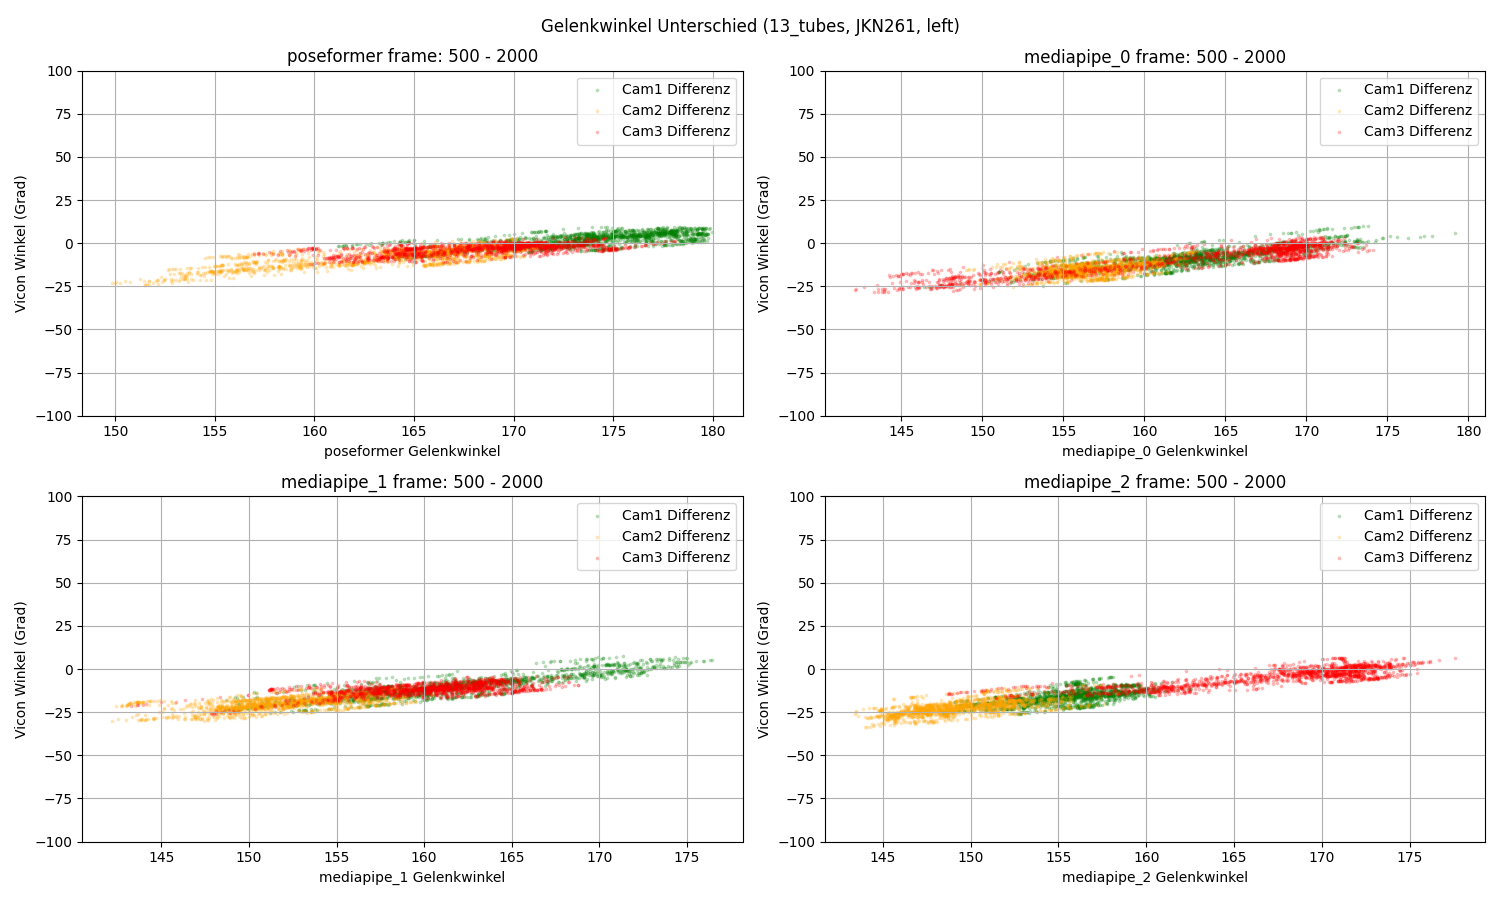 Gelenkwinkel Unterschied (13_tubes, JKN261, left)
poseformer frame: 500 - 2000
100
75
50
25
0
−25
−50
−75
−100
Vicon Winkel (Grad)
Cam1 Differenz
Cam2 Differenz
Cam3 Differenz
150 155 160 165 170 175 180
poseformer Gelenkwinkel
mediapipe_0 frame: 500 - 2000
100
75
50
25
0
−25
−50
−75
−100
Vicon Winkel (Grad)
Cam1 Differenz
Cam2 Differenz
Cam3 Differenz
145 150 155 160 165 170 175 180
mediapipe_0 Gelenkwinkel
mediapipe_1 frame: 500 - 2000
100
75
50
25
0
−25
−50
−75
−100
Vicon Winkel (Grad)
Cam1 Differenz
Cam2 Differenz
Cam3 Differenz
145 150 155 160 165 170 175
mediapipe_1 Gelenkwinkel
mediapipe_2 frame: 500 - 2000
100
75
50
25
0
−25
−50
−75
−100
Vicon Winkel (Grad)
Cam1 Differenz
Cam2 Differenz
Cam3 Differenz
145 150 155 160 165 170 175
mediapipe_2 Gelenkwinkel